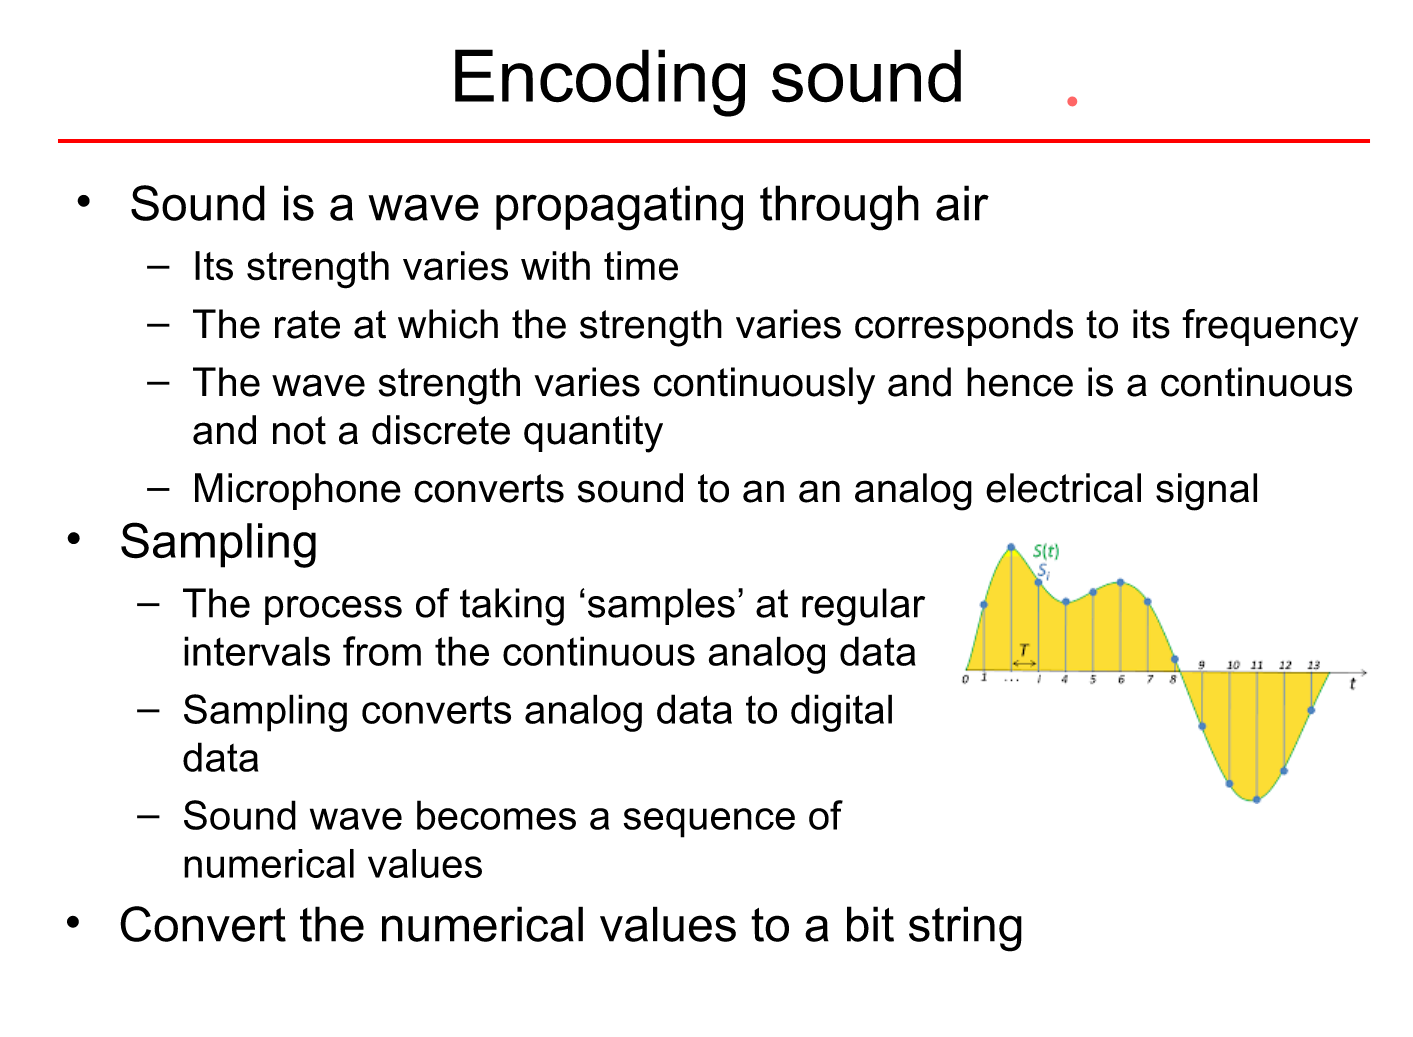 Encoding sound
• Sound is a wave propagating through air
– Its strength varies with time
– The rate at which the strength varies corresponds to its frequency
– The wave strength varies continuously and hence is a continuous
and not a discrete quantity
– Microphone converts sound to an an analog electrical signal
• Sampling
– The process of taking ‘samples’ at regular
intervals from the continuous analog data
– Sampling converts analog data to digital
data
– Sound wave becomes a sequence of
numerical values
S(t)
Si
T
9 10 11 12 13
0 1 ... i 4 5 6 7 8
t
• Convert the numerical values to a bit string